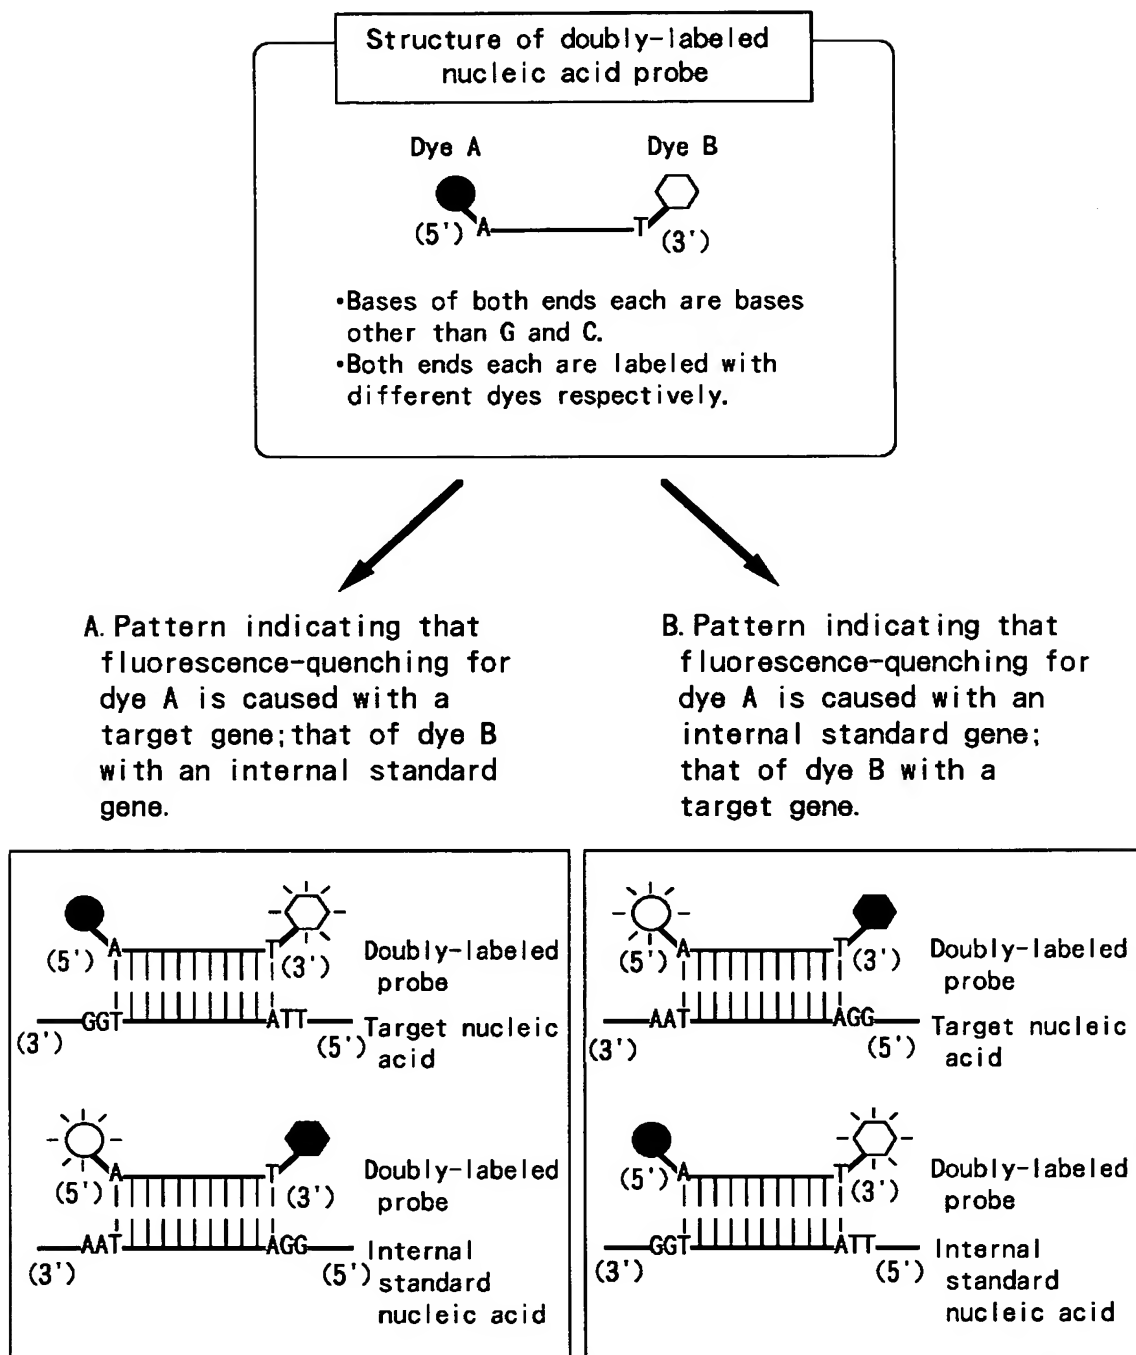 Structure of doubly-labeled
nucleic acid probe
Dye A
Dye B
(5') A
T (3')
•Bases of both ends each are bases
other than G and C.
•Both ends each are labeled with
different dyes respectively.
A. Pattern indicating that
fluorescence-quenching for
dye A is caused with a
target gene; that of dye B
with an internal standard
gene.
B. Pattern indicating that
fluorescence-quenching for
dye A is caused with an
internal standard gene;
that of dye B with a
target gene.
(5') A T (3')
Doubly-labeled
probe
(3') GGT ATT (5')
Target nucleic
acid
(5') A T (3')
Doubly-labeled
probe
(3') AAT AGG (5')
Internal
standard
nucleic acid
(5') A T (3')
Doubly-labeled
probe
(3') AAT AGG (5')
Target nucleic
acid
(5') A T (3')
Doubly-labeled
probe
(3') GGT ATT (5')
Internal
standard
nucleic acid